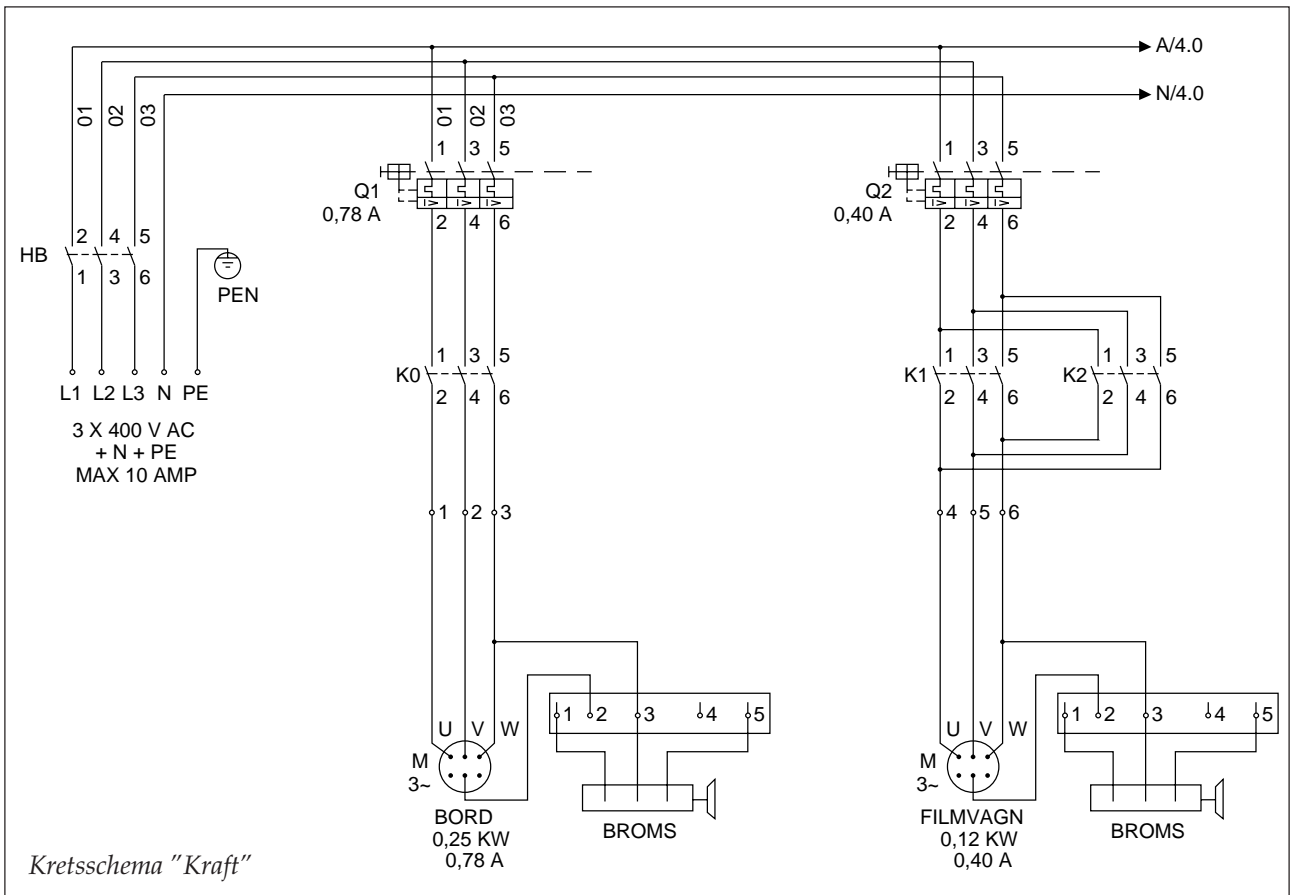 A/4.0
N/4.0
01 02 03
01 02 03
1 3 5
1 3 5
Q1
0,78 A
I> I> I>
2 4 6
Q2
0,40 A
I> I> I>
2 4 6
HB
2 4 5
1 3 6
PEN
L1 L2 L3 N PE
3 X 400 V AC
+ N + PE
MAX 10 AMP
K0
1 3 5
2 4 6
K1
1 3 5
2 4 6
K2
1 3 5
2 4 6
1 2 3
4 5 6
U V W
1 2 3 4 5
U V W
1 2 3 4 5
M
3~
M
3~
BORD
0,25 KW
0,78 A
BROMS
FILMVAGN
0,12 KW
0,40 A
BROMS
Kretsschema ”Kraft”